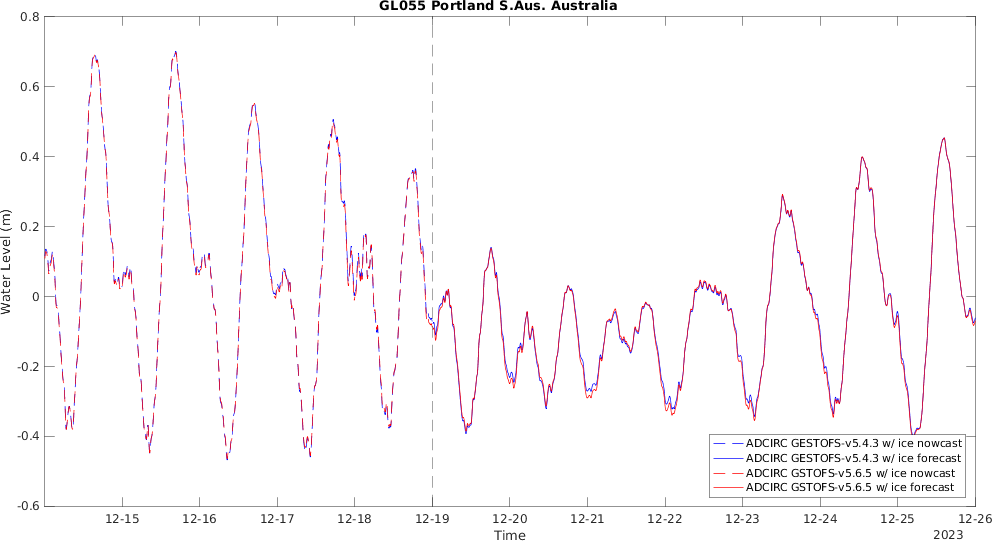 GL055 Portland S.Aus. Australia
0.8
0.6
0.4
0.2
0
-0.2
-0.4
-0.6
Water Level (m)
ADCIRC GESTOFS-v5.4.3 w/ ice nowcast
ADCIRC GESTOFS-v5.4.3 w/ ice forecast
ADCIRC GSTOFS-v5.6.5 w/ ice nowcast
ADCIRC GSTOFS-v5.6.5 w/ ice forecast
12-15 12-16 12-17 12-18 12-19 12-20 12-21 12-22 12-23 12-24 12-25 12-26
Time
2023